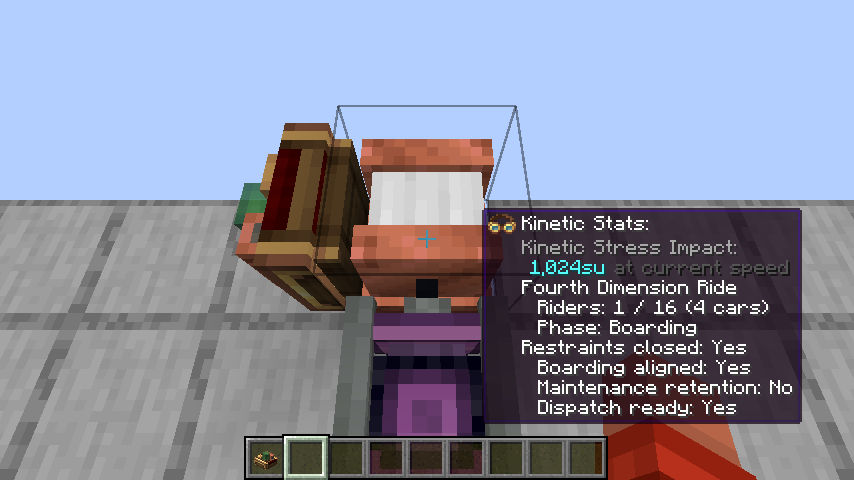 Kinetic Stats:
Kinetic Stress Impact:
1,024su at current speed
Fourth Dimension Ride
Riders: 1 / 16 (4 cars)
Phase: Boarding
Restraints closed: Yes
Boarding aligned: Yes
Maintenance retention: No
Dispatch ready: Yes